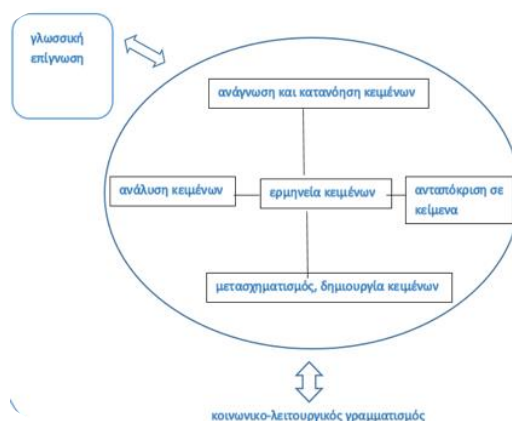 γλωσσική
επίγνωση
ανάγνωση και κατανόηση κειμένων
ανάλυση κειμένων
ερμηνεία κειμένων
ανταπόκριση σε
κείμενα
μετασχηματισμός, δημιουργία κειμένων
κοινωνικο-λειτουργικός γραμματισμός